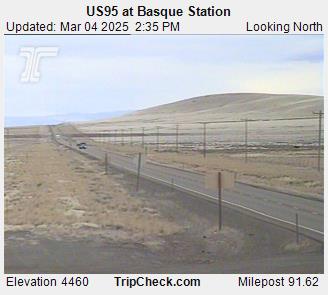 US95 at Basque Station
Updated: Mar 04 2025 2:35 PM Looking North
Elevation 4460 TripCheck.com Milepost 91.62